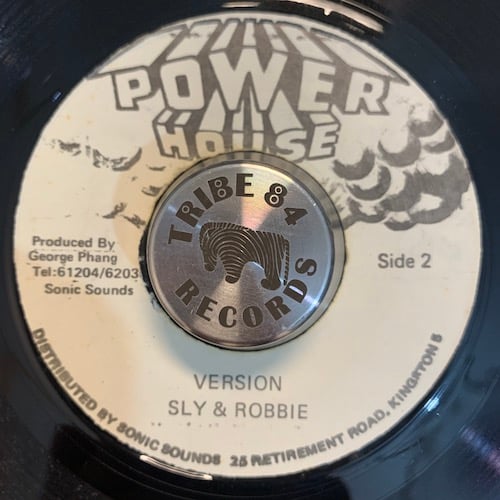 POWER
HOUSE
TRIBE 84
RECORDS
Produced By
George Phang
Tel:61204/6203
Sonic Sounds
Side 2
VERSION
SLY & ROBBIE
DISTRIBUTED BY SONIC SOUNDS 25 RETIREMENT ROAD, KINGSTON 5